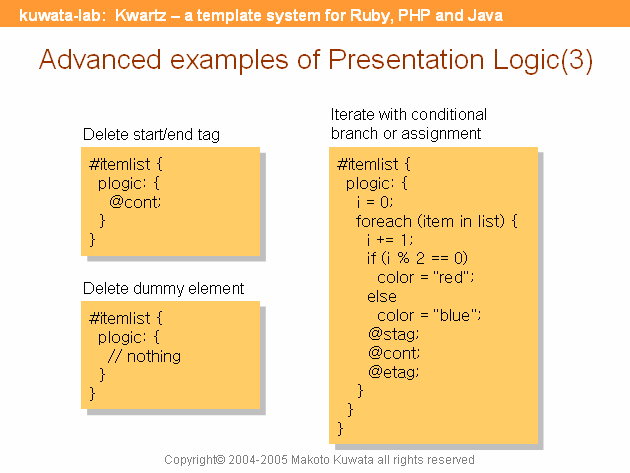 kuwata-lab: Kwartz – a template system for Ruby, PHP and Java
Advanced examples of Presentation Logic(3)
Delete start/end tag
#itemlist {
plogic: {
@cont;
}
}
Delete dummy element
#itemlist {
plogic: {
// nothing
}
}
Iterate with conditional
branch or assignment
#itemlist {
plogic: {
i = 0;
foreach (item in list) {
i += 1;
if (i % 2 == 0)
color = "red";
else
color = "blue";
@stag;
@cont;
@etag;
}
}
}
Copyright© 2004-2005 Makoto Kuwata all rights reserved